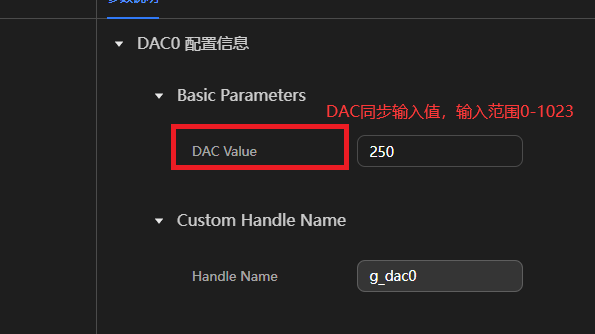 DAC0 配置信息
Basic Parameters
DAC同步输入值，输入范围0-1023
DAC Value
250
Custom Handle Name
Handle Name
g_dac0